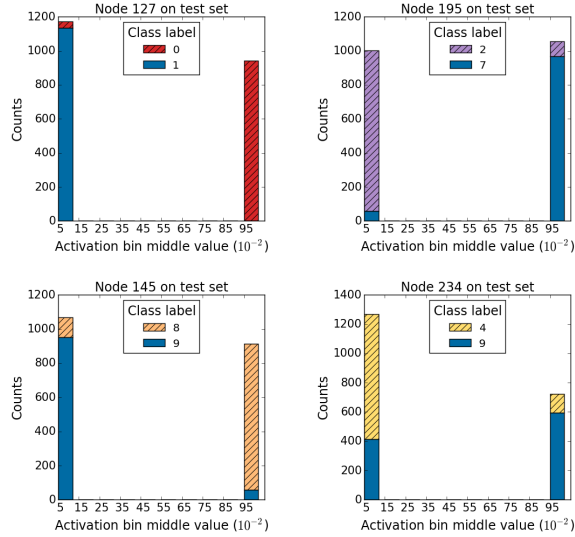 Node 127 on test set
1200
1000
800
600
400
200
0
Counts
Class label
0
1
5 15 25 35 45 55 65 75 85 95
Activation bin middle value (10⁻²)
Node 195 on test set
1200
1000
800
600
400
200
0
Counts
Class label
2
7
5 15 25 35 45 55 65 75 85 95
Activation bin middle value (10⁻²)
Node 145 on test set
1200
1000
800
600
400
200
0
Counts
Class label
8
9
5 15 25 35 45 55 65 75 85 95
Activation bin middle value (10⁻²)
Node 234 on test set
1400
1200
1000
800
600
400
200
0
Counts
Class label
4
9
5 15 25 35 45 55 65 75 85 95
Activation bin middle value (10⁻²)